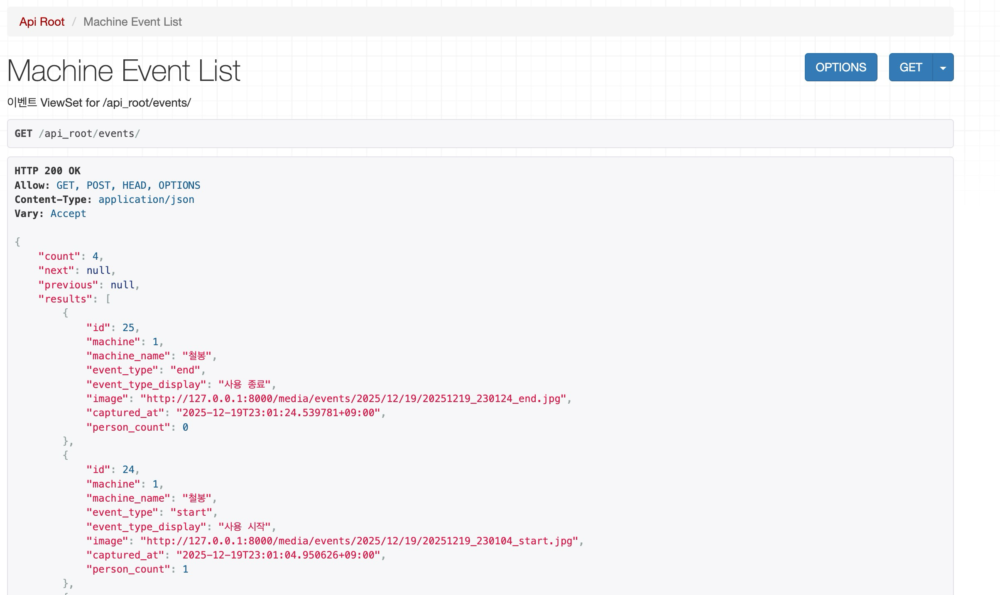 Api Root / Machine Event List
Machine Event List
OPTIONS
GET
이벤트 ViewSet for /api_root/events/
GET /api_root/events/
HTTP 200 OK
Allow: GET, POST, HEAD, OPTIONS
Content-Type: application/json
Vary: Accept
{
"count": 4,
"next": null,
"previous": null,
"results": [
{
"id": 25,
"machine": 1,
"machine_name": "철봉",
"event_type": "end",
"event_type_display": "사용 종료",
"image": "http://127.0.0.1:8000/media/events/2025/12/19/20251219_230124_end.jpg",
"captured_at": "2025-12-19T23:01:24.539781+09:00",
"person_count": 0
},
{
"id": 24,
"machine": 1,
"machine_name": "철봉",
"event_type": "start",
"event_type_display": "사용 시작",
"image": "http://127.0.0.1:8000/media/events/2025/12/19/20251219_230104_start.jpg",
"captured_at": "2025-12-19T23:01:04.950626+09:00",
"person_count": 1
},